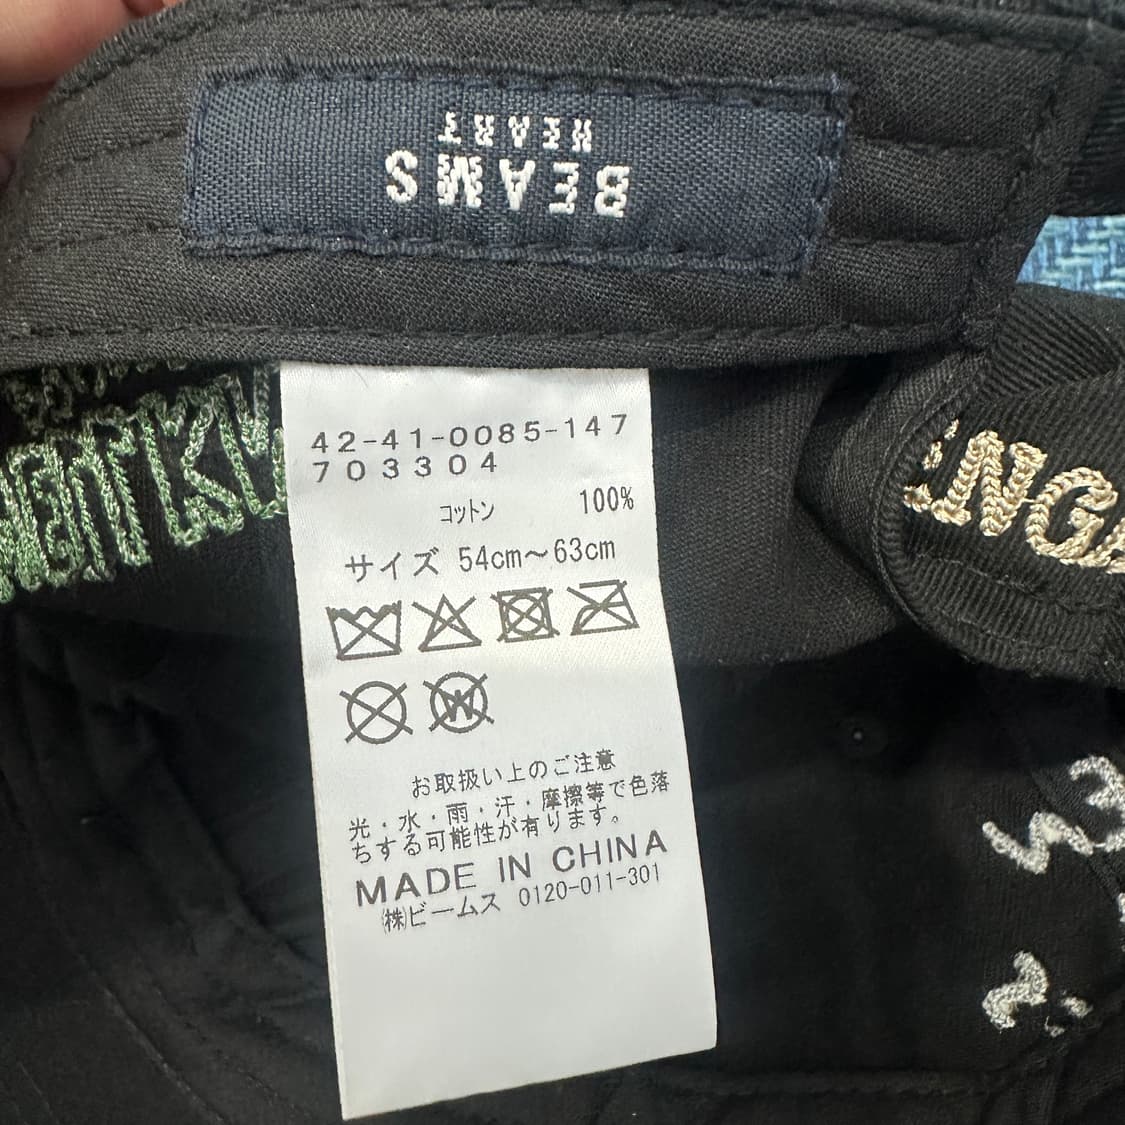 BEAMS
HEART
42-41-0085-147
703304
コットン 100%
サイズ 54cm~63cm
W
お取扱い上のご注意
光・水・雨・汗・摩擦等で色落
ちする可能性が有ります。
MADE IN CHINA
㈱ビームス 0120-011-301